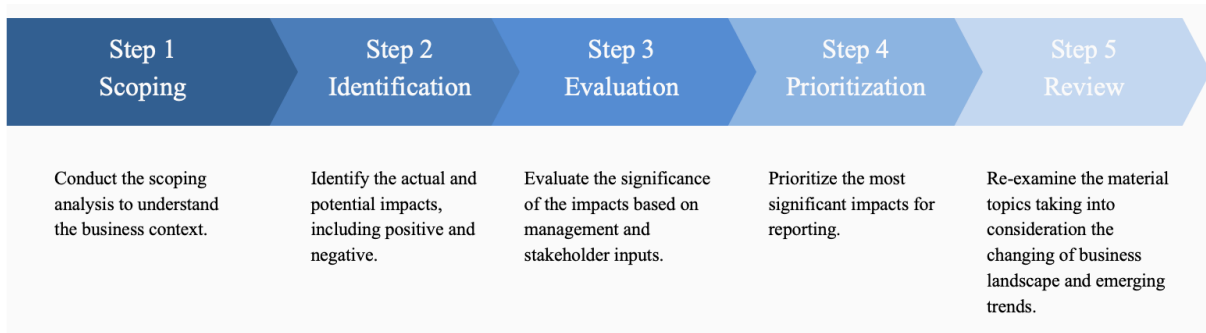 Step 1
Scoping
Step 2
Identification
Step 3
Evaluation
Step 4
Prioritization
Step 5
Review
Conduct the scoping
analysis to understand
the business context.
Identify the actual and
potential impacts,
including positive and
negative.
Evaluate the significance
of the impacts based on
management and
stakeholder inputs.
Prioritize the most
significant impacts for
reporting.
Re-examine the material
topics taking into
consideration the
changing of business
landscape and emerging
trends.